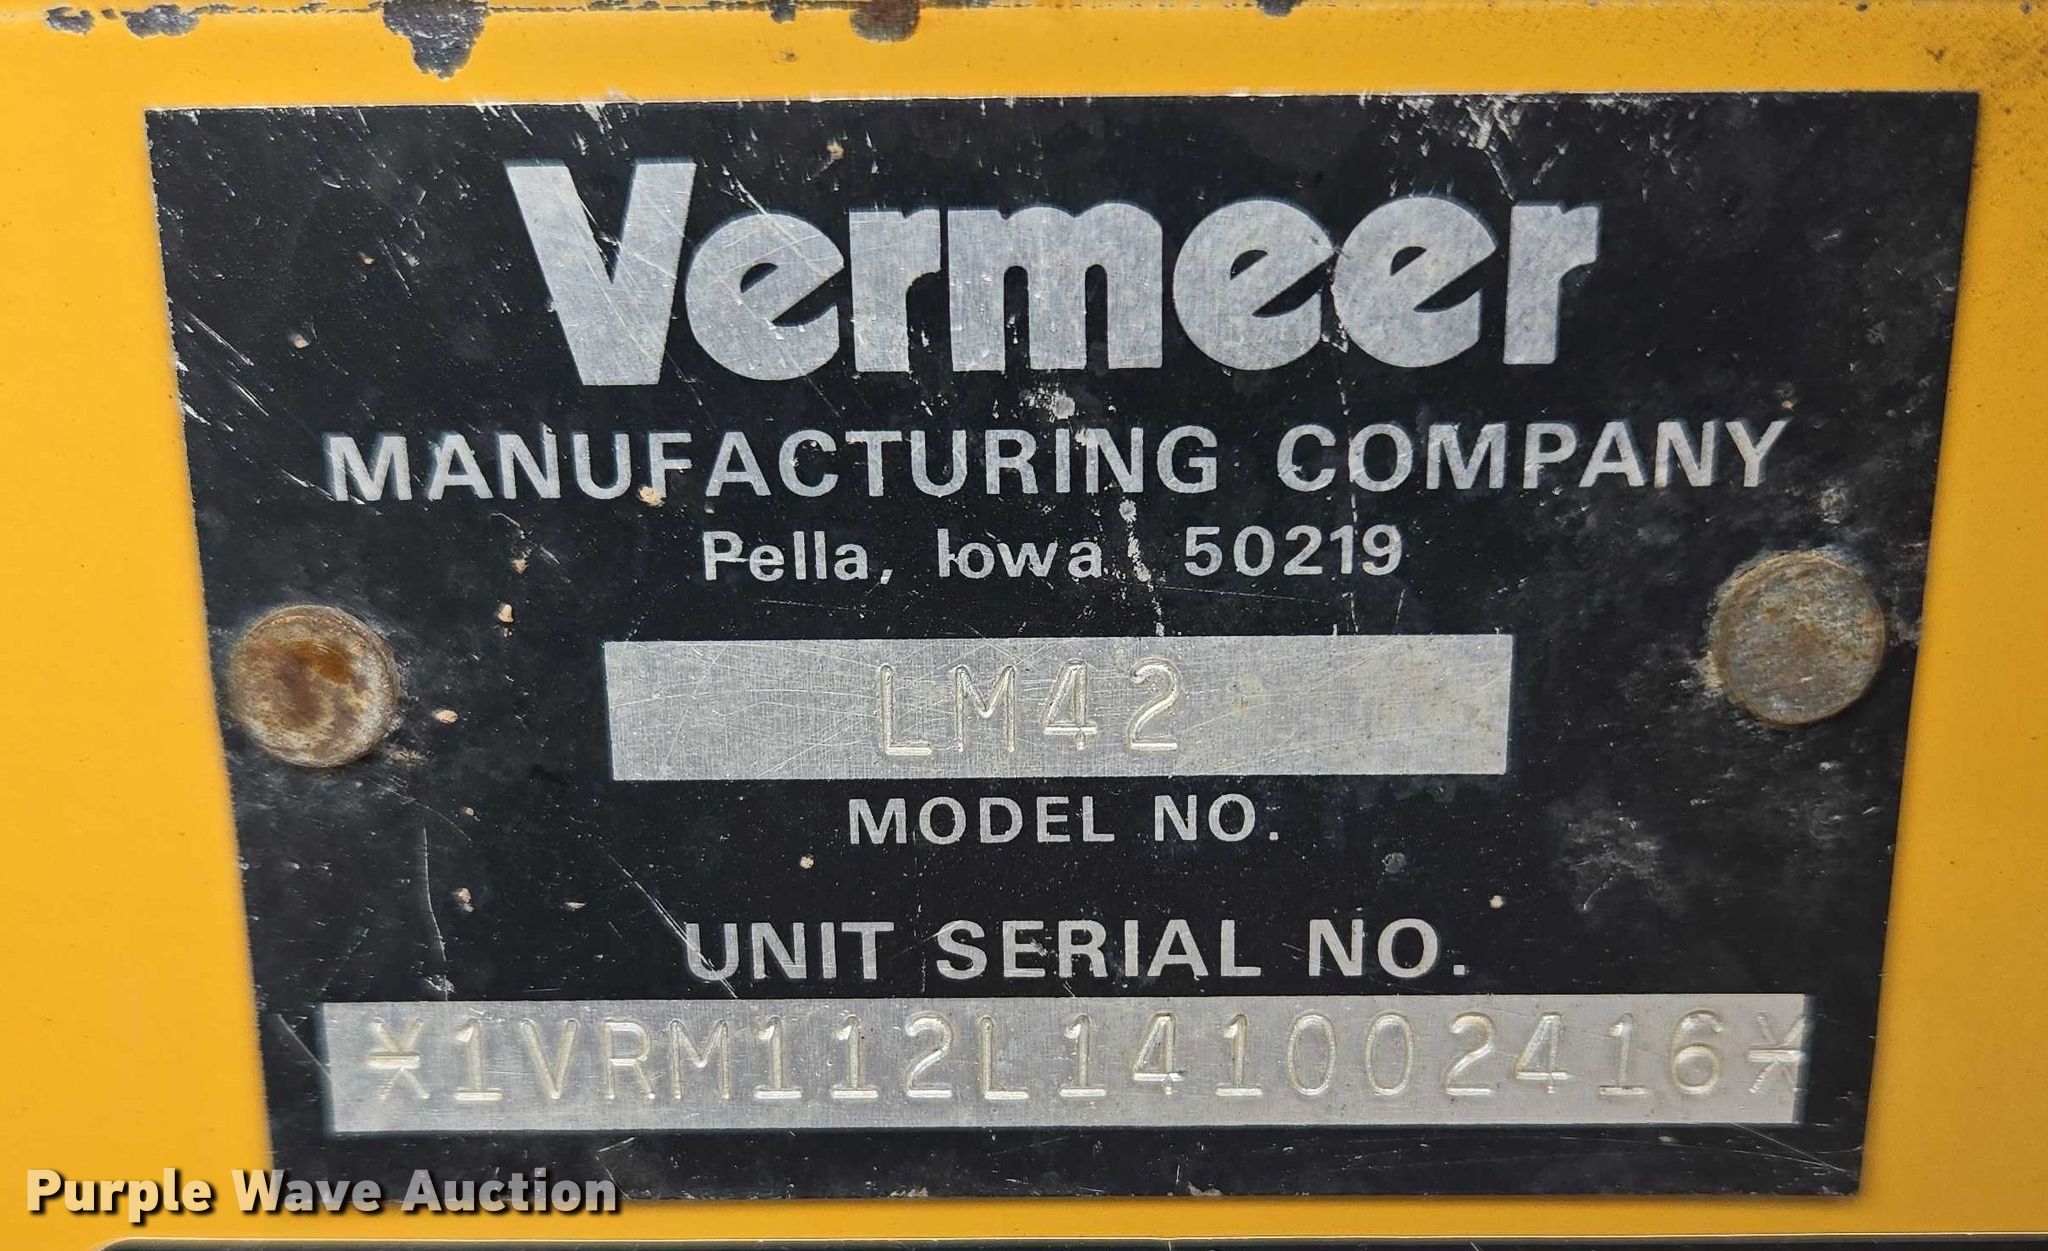 Vermeer
MANUFACTURING COMPANY
Pella, Iowa 50219
LM42
MODEL NO.
UNIT SERIAL NO.
*1VRM112L141002416*
Purple Wave Auction